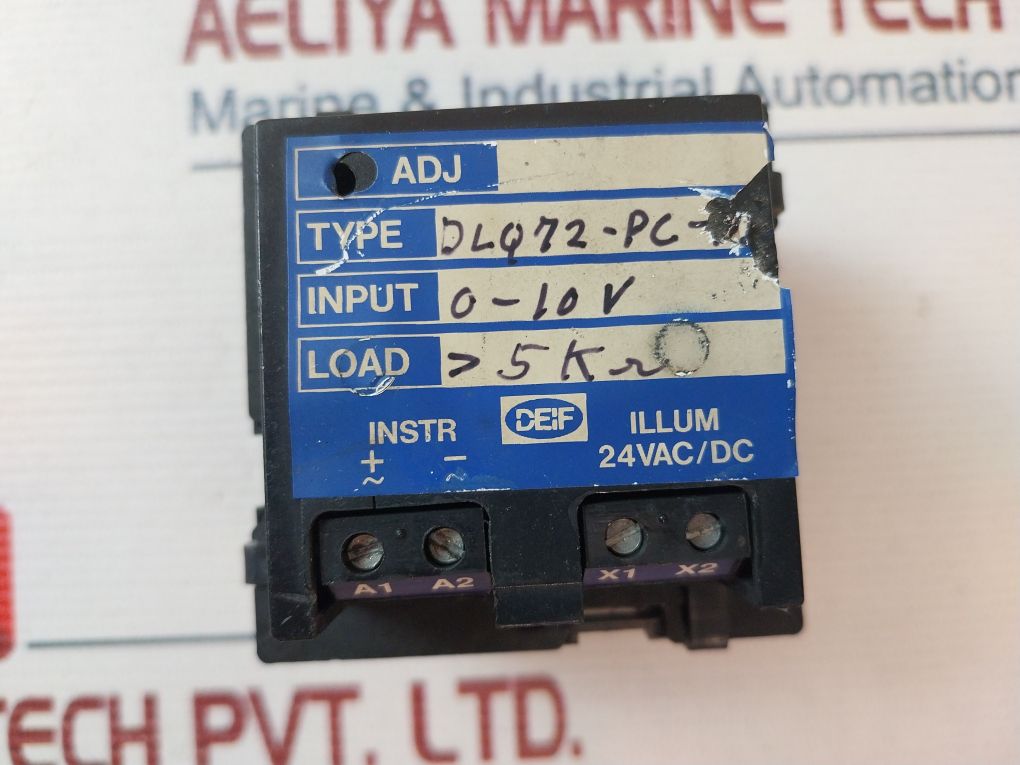 AELIYA MARINE TECH
Marine & Industrial Automation
ADJ
TYPE DLQ72-PC-
INPUT 0-10V
LOAD >5KΩ
DEIF
INSTR
+ -
~ ~
ILLUM
24VAC/DC
A1 A2
X1 X2
TECH PVT. LTD.